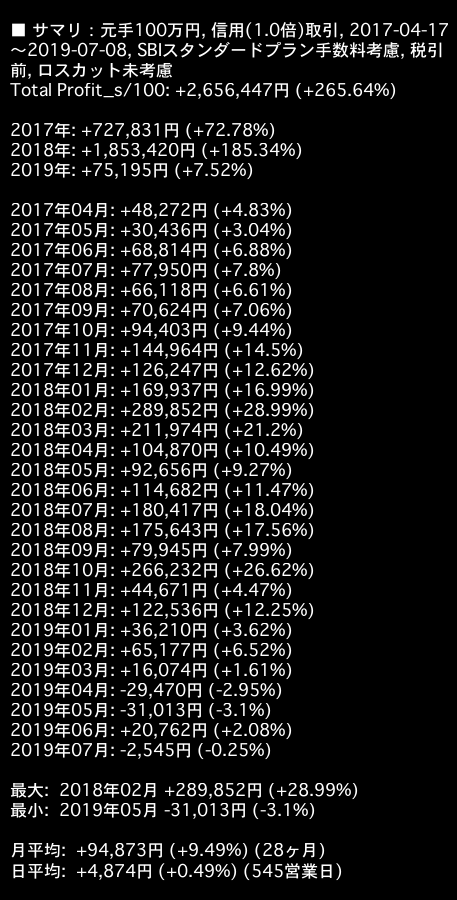 ■ サマリ : 元手100万円, 信用(1.0倍)取引, 2017-04-17
〜2019-07-08, SBIスタンダードプラン手数料考慮, 税引
前, ロスカット未考慮
Total Profit_s/100: +2,656,447円 (+265.64%)
2017年: +727,831円 (+72.78%)
2018年: +1,853,420円 (+185.34%)
2019年: +75,195円 (+7.52%)
2017年04月: +48,272円 (+4.83%)
2017年05月: +30,436円 (+3.04%)
2017年06月: +68,814円 (+6.88%)
2017年07月: +77,950円 (+7.8%)
2017年08月: +66,118円 (+6.61%)
2017年09月: +70,624円 (+7.06%)
2017年10月: +94,403円 (+9.44%)
2017年11月: +144,964円 (+14.5%)
2017年12月: +126,247円 (+12.62%)
2018年01月: +169,937円 (+16.99%)
2018年02月: +289,852円 (+28.99%)
2018年03月: +211,974円 (+21.2%)
2018年04月: +104,870円 (+10.49%)
2018年05月: +92,656円 (+9.27%)
2018年06月: +114,682円 (+11.47%)
2018年07月: +180,417円 (+18.04%)
2018年08月: +175,643円 (+17.56%)
2018年09月: +79,945円 (+7.99%)
2018年10月: +266,232円 (+26.62%)
2018年11月: +44,671円 (+4.47%)
2018年12月: +122,536円 (+12.25%)
2019年01月: +36,210円 (+3.62%)
2019年02月: +65,177円 (+6.52%)
2019年03月: +16,074円 (+1.61%)
2019年04月: -29,470円 (-2.95%)
2019年05月: -31,013円 (-3.1%)
2019年06月: +20,762円 (+2.08%)
2019年07月: -2,545円 (-0.25%)
最大: 2018年02月 +289,852円 (+28.99%)
最小: 2019年05月 -31,013円 (-3.1%)
月平均: +94,873円 (+9.49%) (28ヶ月)
日平均: +4,874円 (+0.49%) (545営業日)